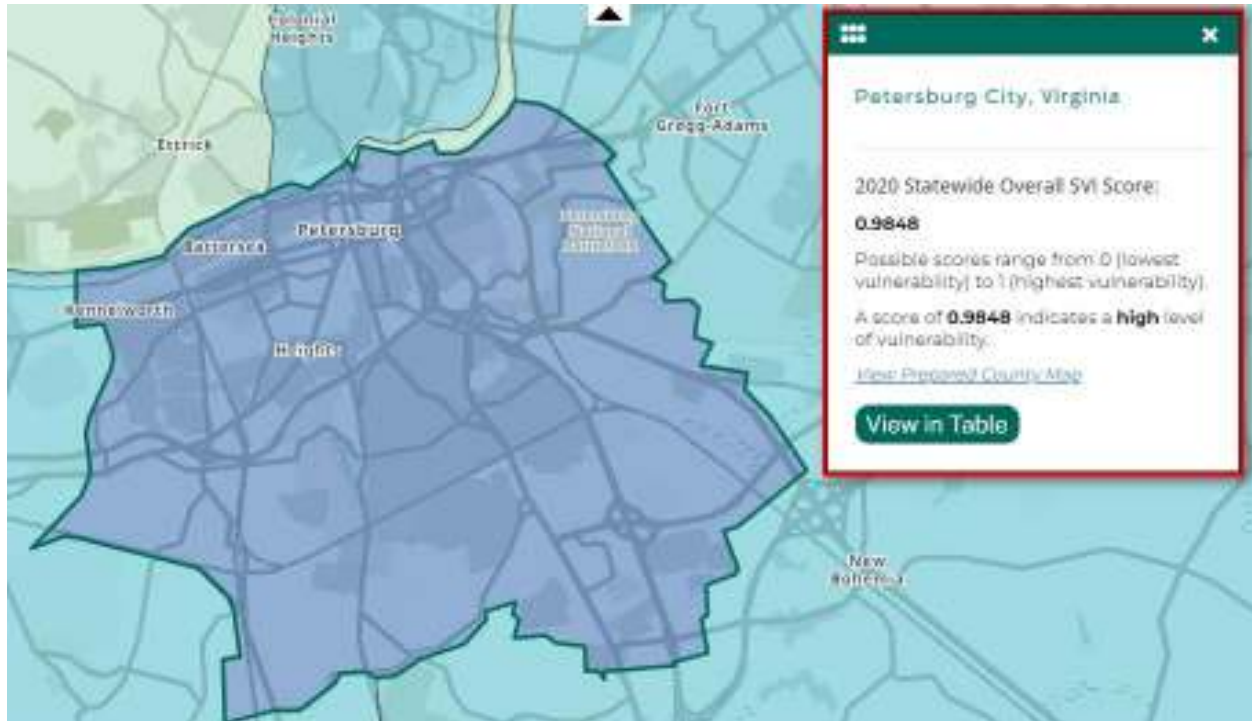 Colonial
Heights
Fort
Gregg-Adams
Ettrick
Petersburg
Battersea
National
Kennelworth
Heights
New
Bohemia
Petersburg City, Virginia
2020 Statewide Overall SVI Score:
0.9848
Possible scores range from 0 (lowest
vulnerability) to 1 (highest vulnerability).
A score of 0.9848 indicates a high level
of vulnerability.
View Prepared County Map
View in Table